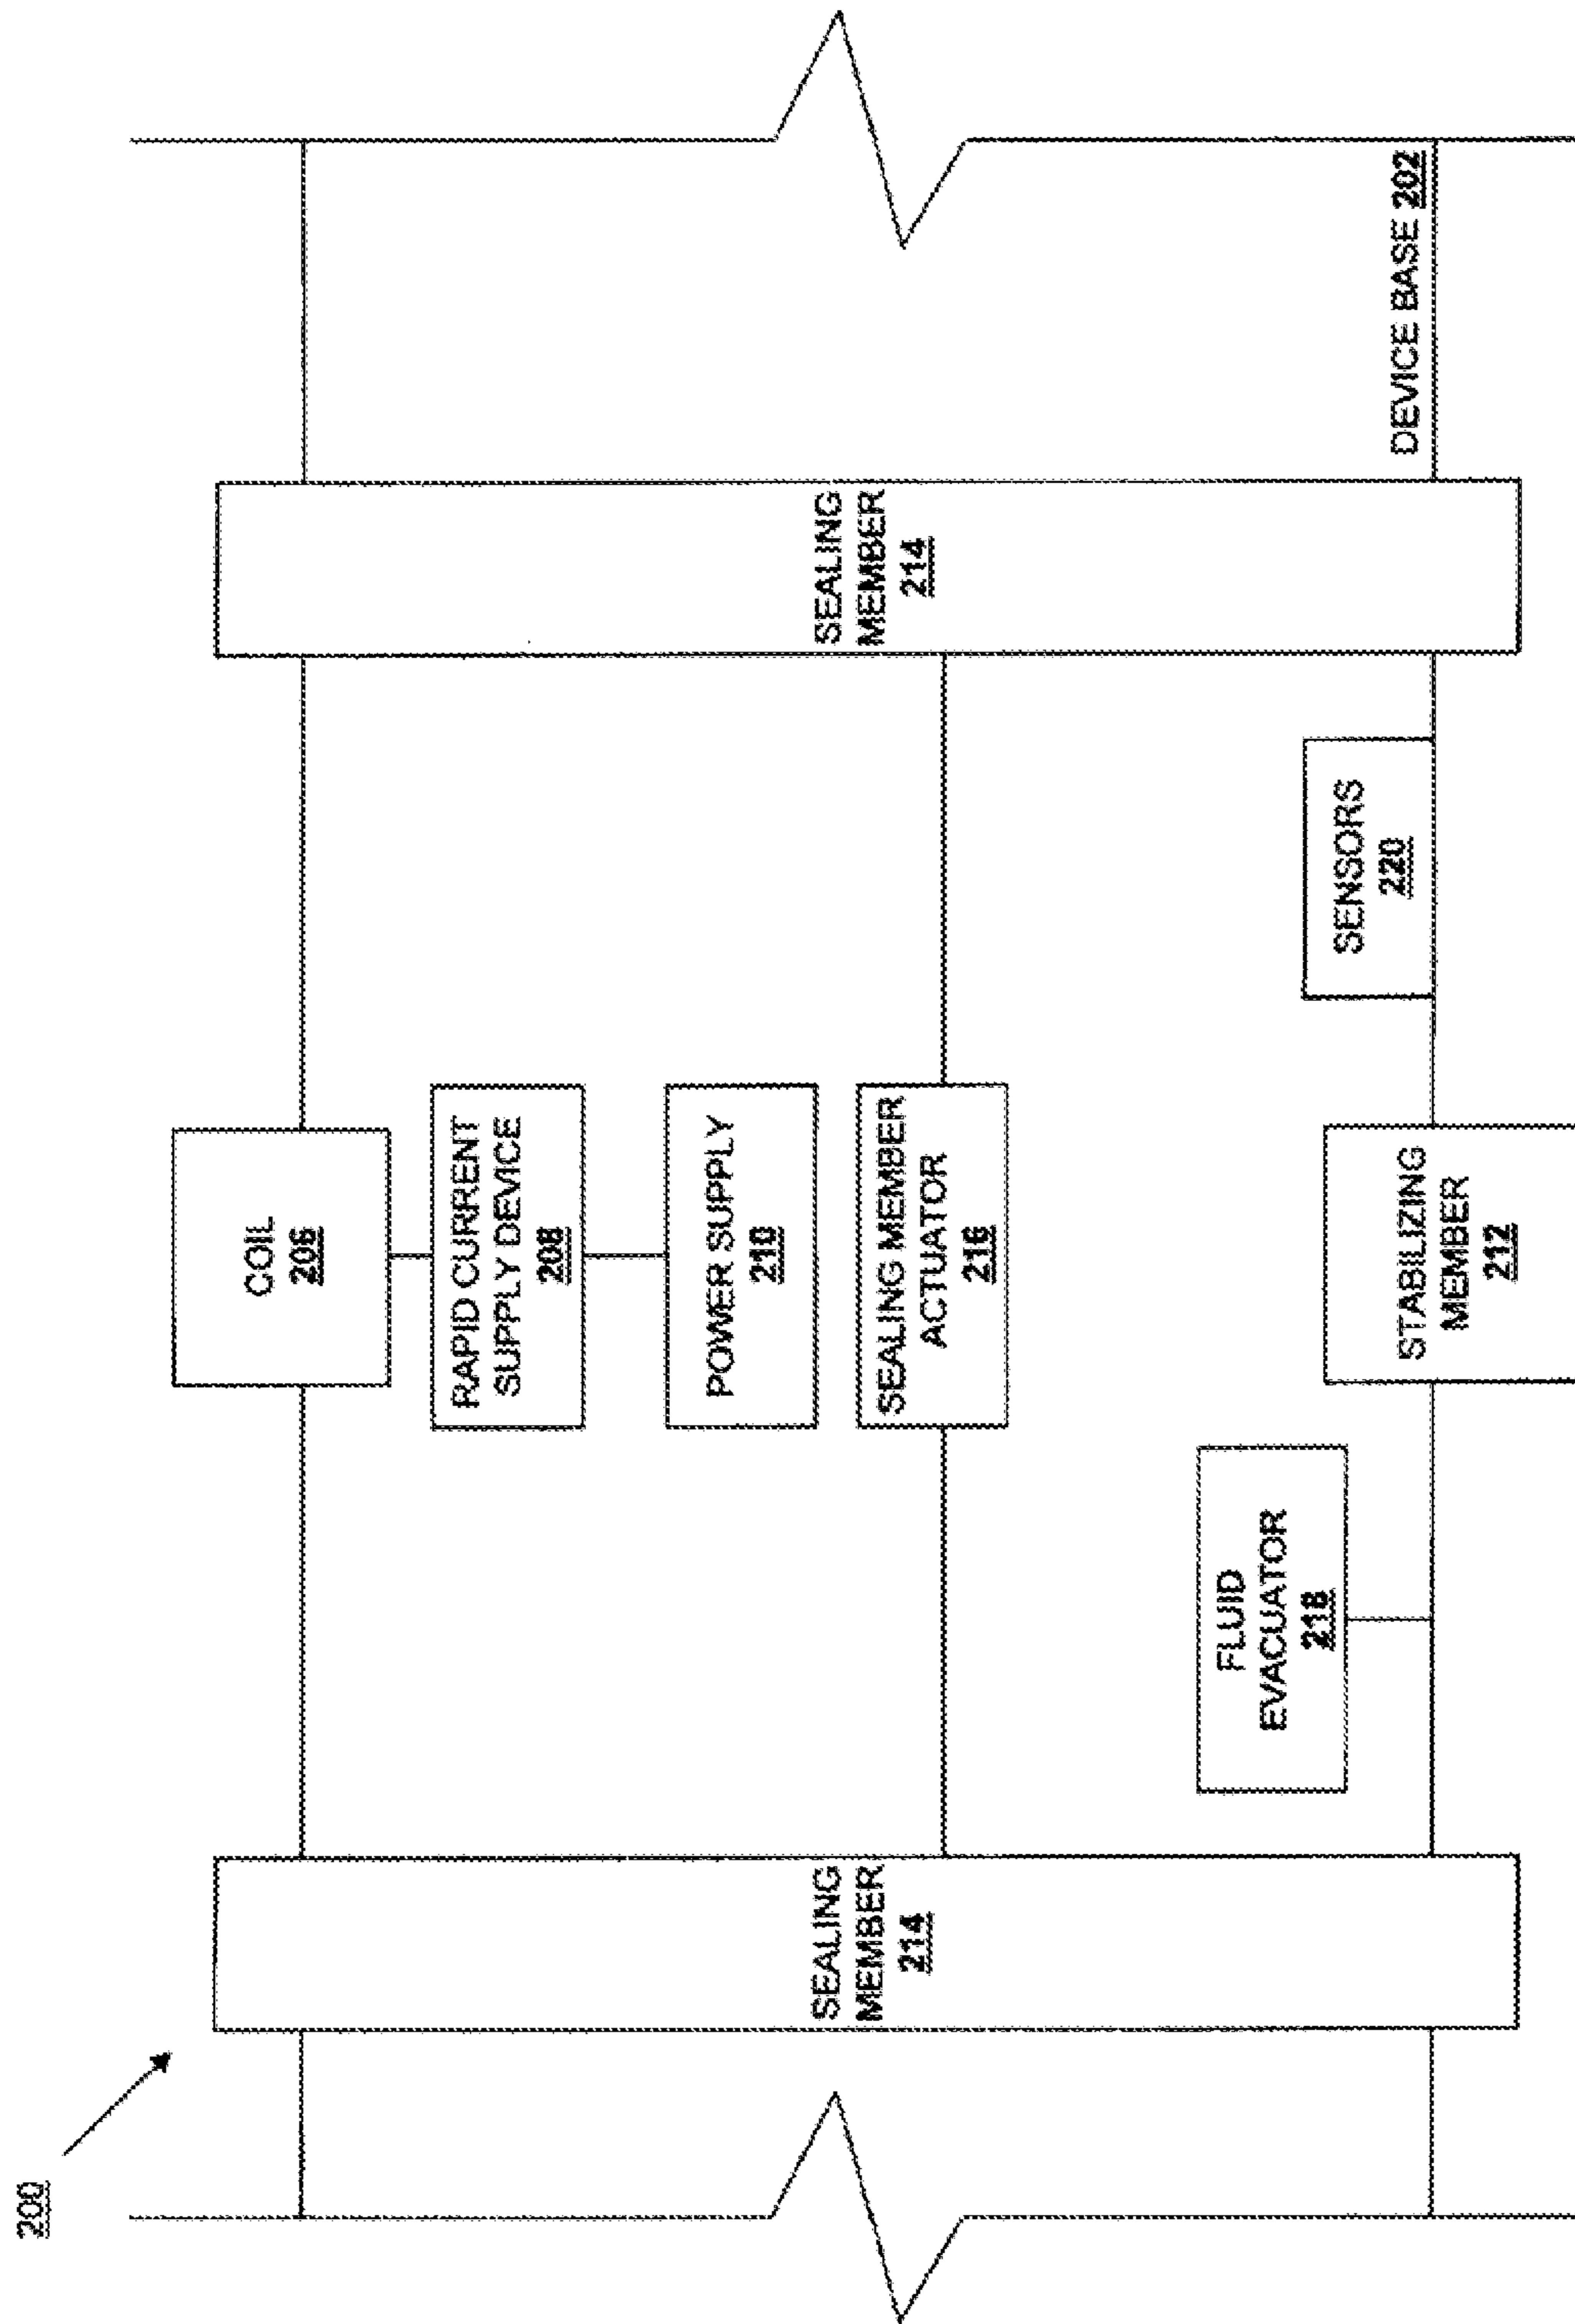 200
COIL
206
RAPID CURRENT
SUPPLY DEVICE
208
POWER SUPPLY
210
SEALING
MEMBER
214
SEALING
MEMBER
214
SEALING MEMBER
ACTUATOR
216
FLUID
EVACUATOR
218
SENSORS
220
STABILIZING
MEMBER
212
DEVICE BASE 202